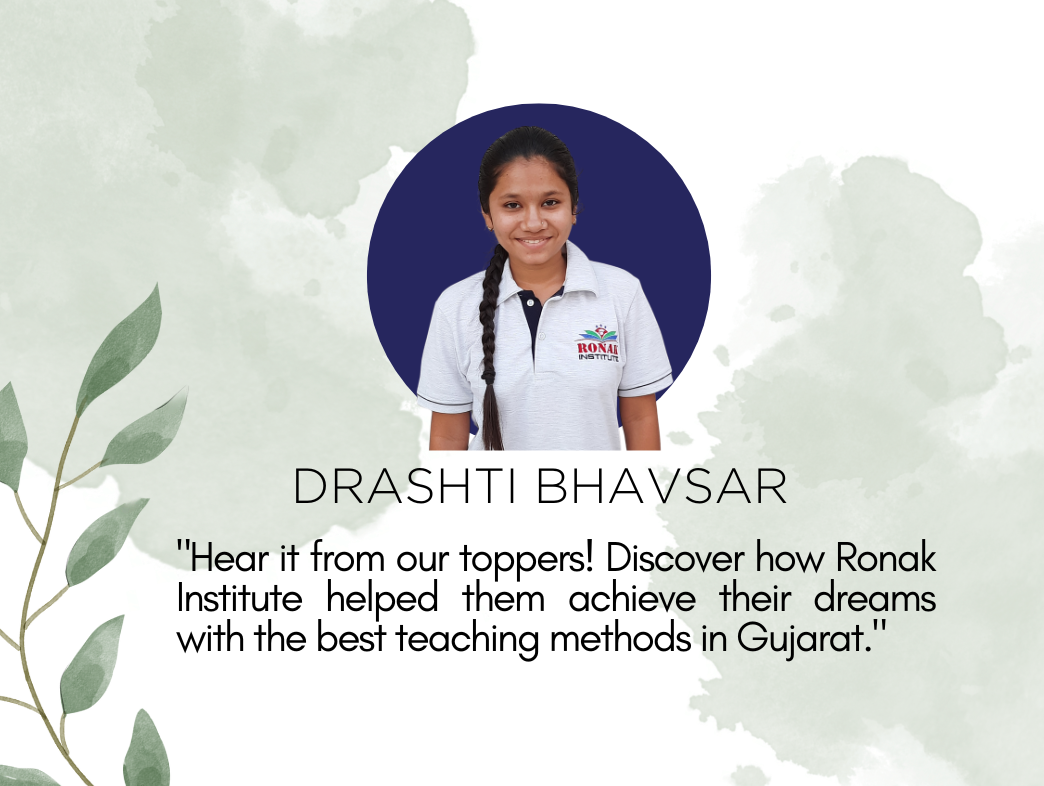 RONAK
INSTITUTE
DRASHTI BHAVSAR
"Hear it from our toppers! Discover how Ronak
Institute helped them achieve their dreams
with the best teaching methods in Gujarat."